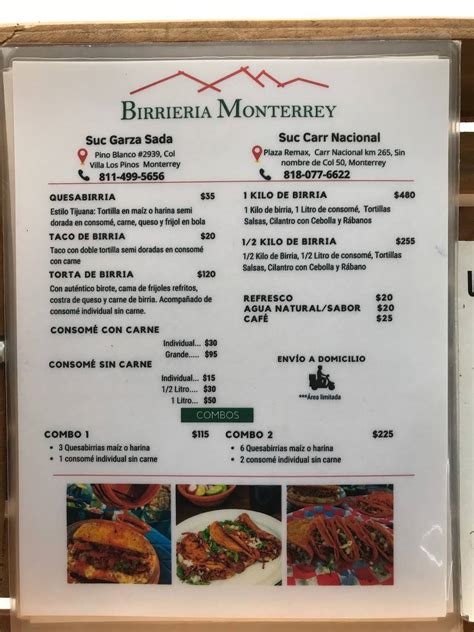 BIRRIERIA MONTERREY
Suc Garza Sada
Pino Blanco #2939, Col
Villa Los Pinos Monterrey
811-499-5656
Suc Carr Nacional
Plaza Remax, Carr Nacional km 265, Sin
nombre de Col 50, Monterrey
818-077-6622
QUESABIRRIA $35
Estilo Tijuana: Tortilla en maíz o harina semi
dorada en consomé, carne, queso y frijol en bola
TACO DE BIRRIA $20
Taco con doble tortilla semi doradas en consomé
con carne
TORTA DE BIRRIA $120
Con auténtico birote, cama de frijoles refritos,
costra de queso y carne de birria. Acompañado de
consomé individual sin carne.
CONSOMÉ CON CARNE
Individual... $30
Grande..... $95
CONSOMÉ SIN CARNE
Individual... $15
1/2 Litro.... $30
1 Litro... $50
1 KILO DE BIRRIA $480
1 Kilo de birria, 1 Litro de consomé, Tortillas
Salsas, Cilantro con Cebolla y Rábanos
1/2 KILO DE BIRRIA $255
1/2 Kilo de Birria, 1/2 Litro de consomé, Tortillas
Salsas, Cilantro con Cebolla y Rábano
REFRESCO $20
AGUA NATURAL/SABOR $20
CAFÉ $25
ENVÍO A DOMICILIO
***Área limitada
COMBOS
COMBO 1 $115
• 3 Quesabirrias maíz o harina
• 1 consomé individual sin carne
COMBO 2 $225
• 6 Quesabirrias maíz o harina
• 2 consomé individual sin carne